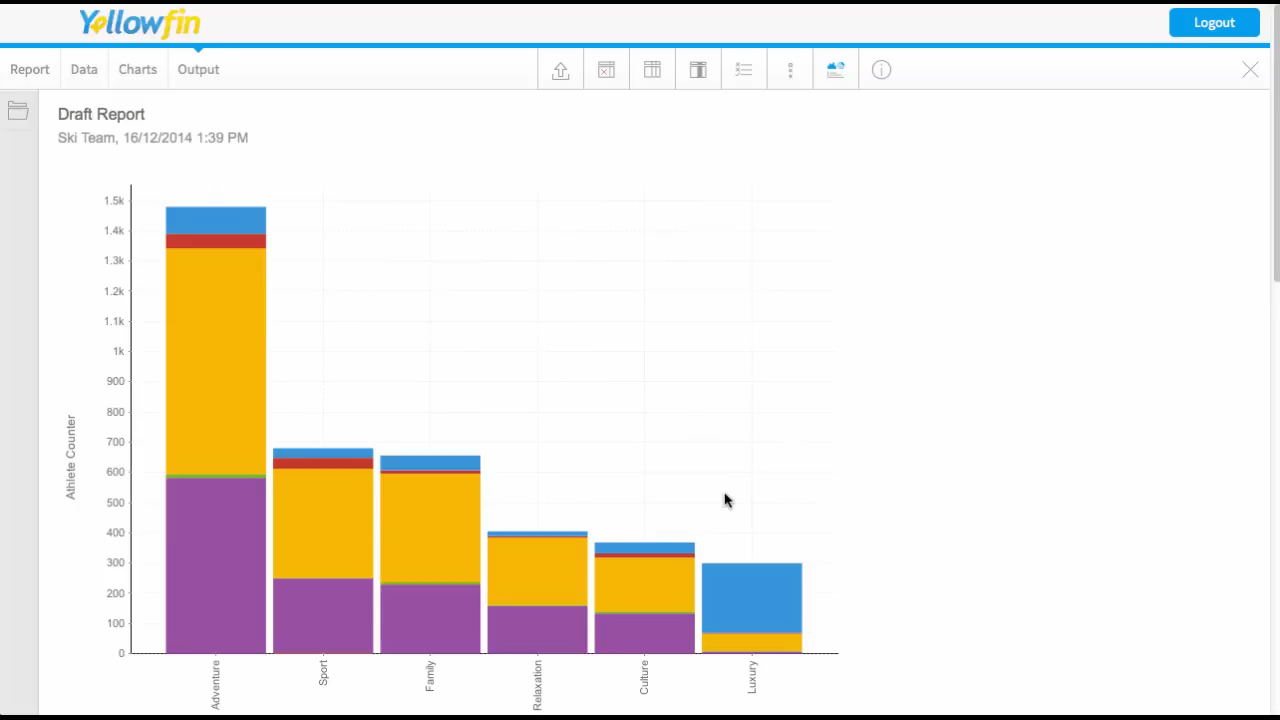 Yellowfin
Logout
Report Data Charts Output
Draft Report
Ski Team, 16/12/2014 1:39 PM
1.5k
1.4k
1.3k
1.2k
1.1k
1k
900
800
700
600
500
400
300
200
100
0
Athlete Counter
Adventure
Sport
Family
Relaxation
Culture
Luxury